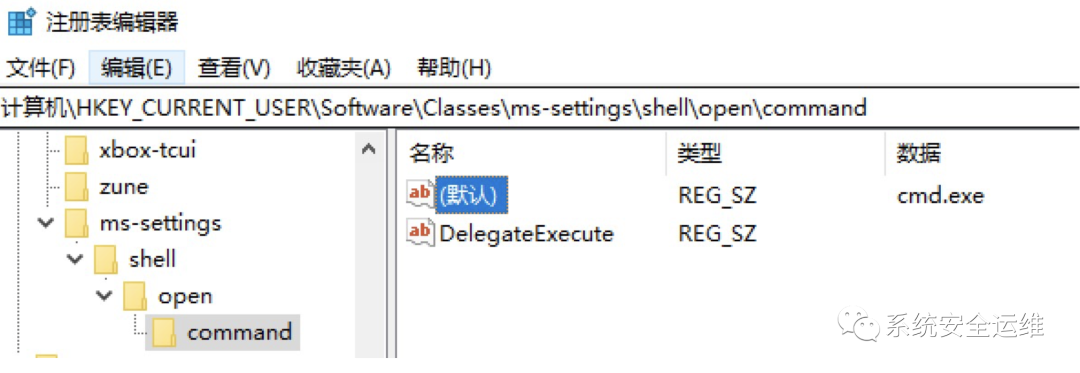 注册表编辑器
文件(F) 编辑(E) 查看(V) 收藏夹(A) 帮助(H)
计算机\HKEY_CURRENT_USER\Software\Classes\ms-settings\shell\open\command
xbox-tcui
zune
ms-settings
shell
open
command
名称 类型 数据
ab (默认) REG_SZ cmd.exe
ab DelegateExecute REG_SZ
系统安全运维